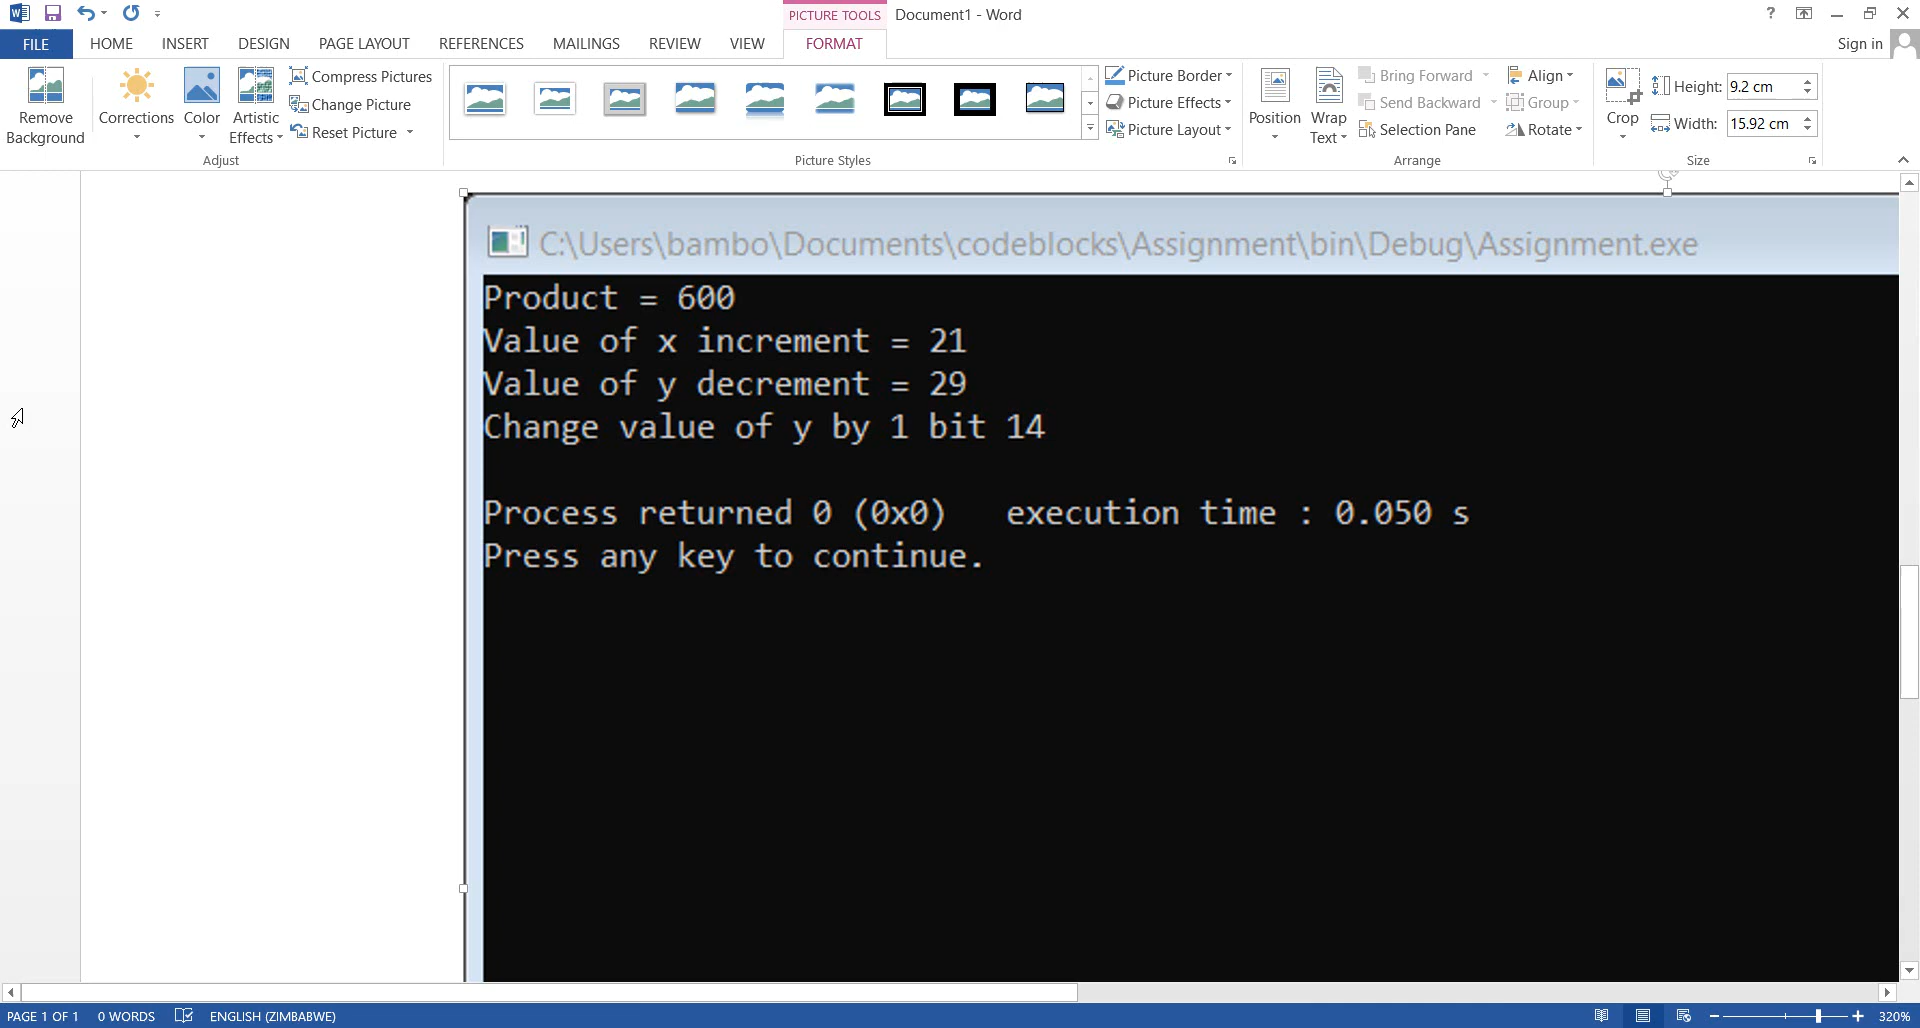 PICTURE TOOLS
Document1 - Word
?
FILE
HOME
INSERT
DESIGN
PAGE LAYOUT
REFERENCES
MAILINGS
REVIEW
VIEW
FORMAT
Sign in
Remove
Background
Corrections
Color
Artistic
Effects
Compress Pictures
Change Picture
Reset Picture
Adjust
Picture Styles
Picture Border
Picture Effects
Picture Layout
Position
Wrap
Text
Bring Forward
Send Backward
Selection Pane
Align
Group
Rotate
Arrange
Crop
Height: 9.2 cm
Width: 15.92 cm
Size
C:\Users\bambo\Documents\codeblocks\Assignment\bin\Debug\Assignment.exe
Product = 600
Value of x increment = 21
Value of y decrement = 29
Change value of y by 1 bit 14
Process returned 0 (0x0)   execution time : 0.050 s
Press any key to continue.
PAGE 1 OF 1
0 WORDS
ENGLISH (ZIMBABWE)
320%